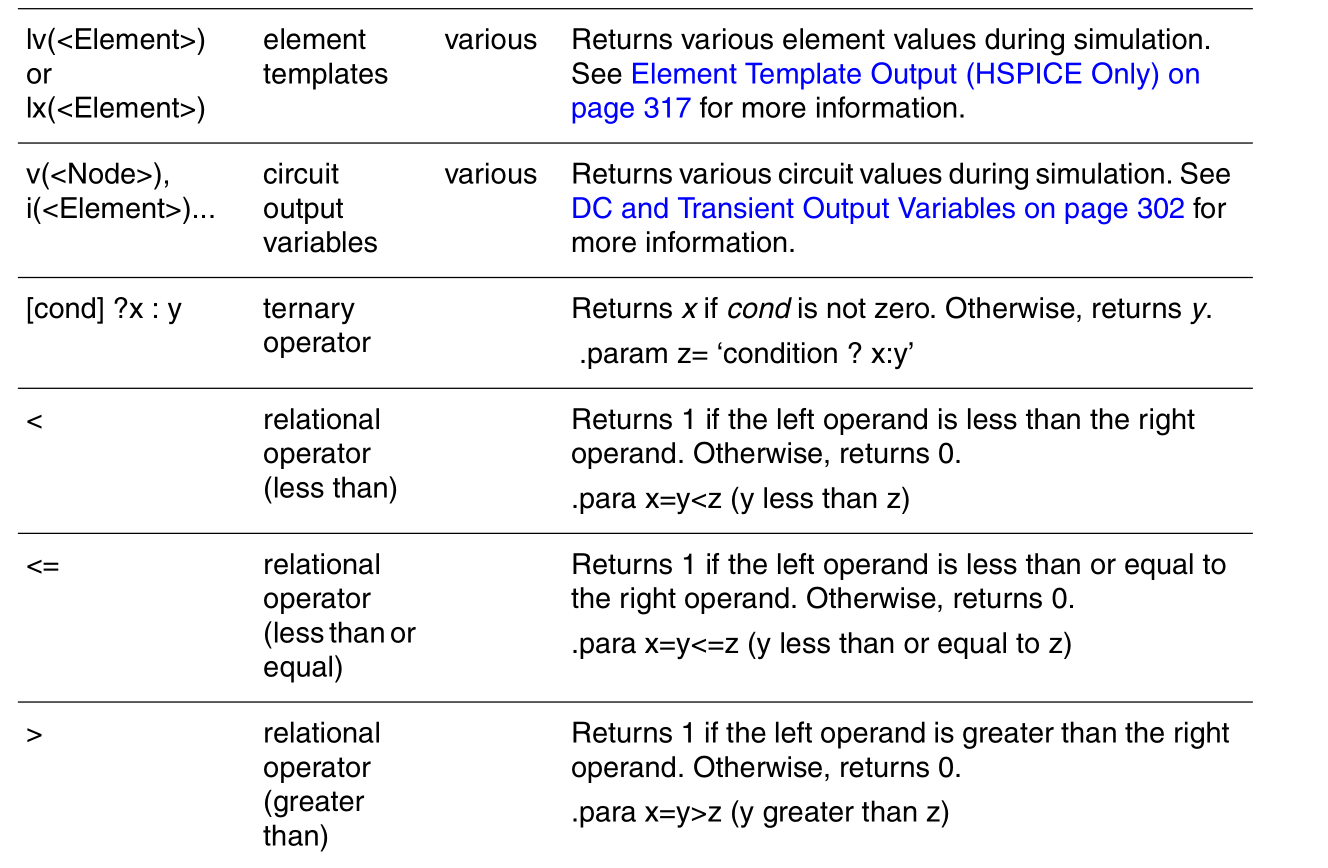 lv(<Element>)
or
lx(<Element>)
element
templates
various
Returns various element values during simulation.
See Element Template Output (HSPICE Only) on
page 317 for more information.
v(<Node>),
i(<Element>)...
circuit
output
variables
various
Returns various circuit values during simulation. See
DC and Transient Output Variables on page 302 for
more information.
[cond] ?x : y
ternary
operator
Returns x if cond is not zero. Otherwise, returns y.
.param z= ‘condition ? x:y’
<
relational
operator
(less than)
Returns 1 if the left operand is less than the right
operand. Otherwise, returns 0.
.para x=y<z (y less than z)
<=
relational
operator
(less than or
equal)
Returns 1 if the left operand is less than or equal to
the right operand. Otherwise, returns 0.
.para x=y<=z (y less than or equal to z)
>
relational
operator
(greater
than)
Returns 1 if the left operand is greater than the right
operand. Otherwise, returns 0.
.para x=y>z (y greater than z)